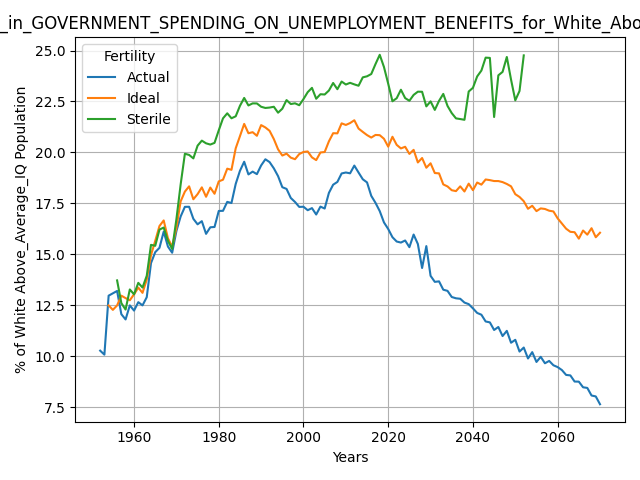 _in_GOVERNMENT_SPENDING_ON_UNEMPLOYMENT_BENEFITS_for_White_Abo
Fertility
Actual
Ideal
Sterile
% of White Above_Average_IQ Population
25.0
22.5
20.0
17.5
15.0
12.5
10.0
7.5
1960 1980 2000 2020 2040 2060
Years